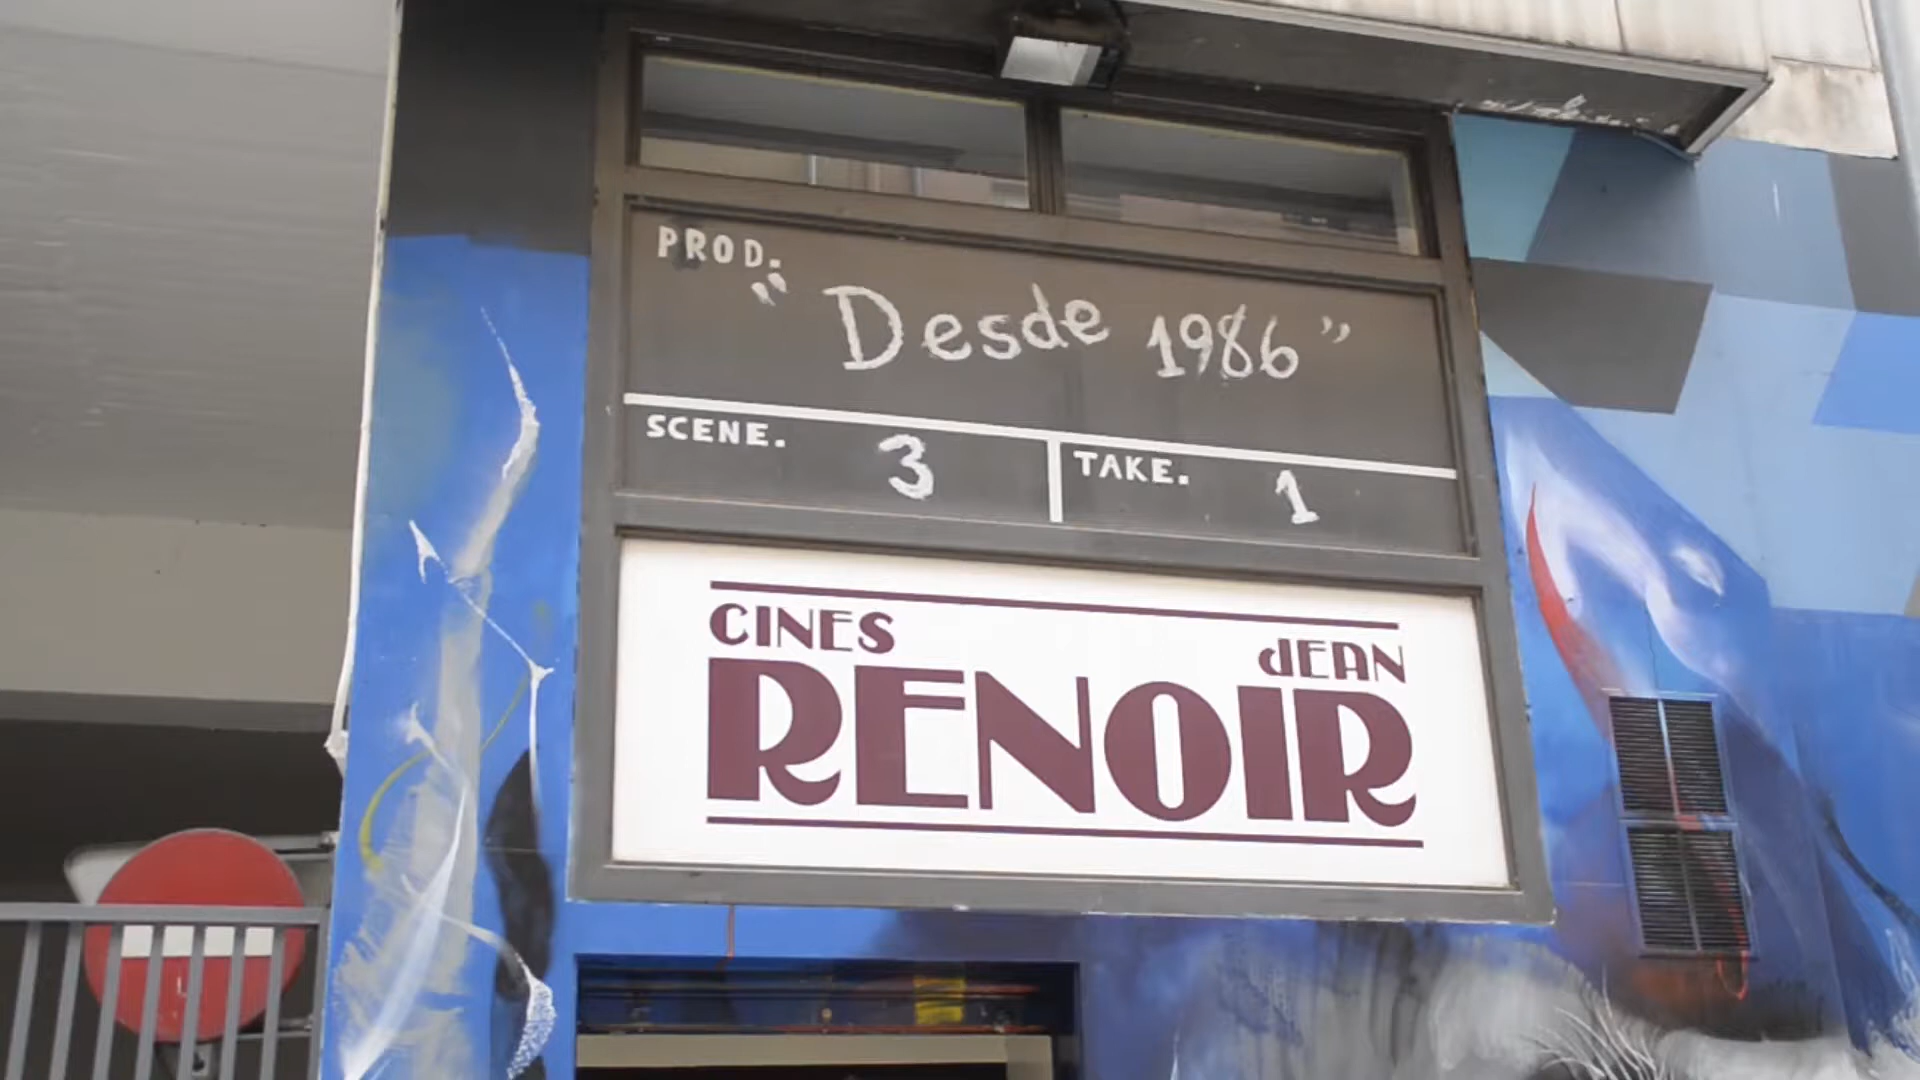 PROD.
"Desde 1986"
SCENE. 3 TAKE. 1
CINES
JEAN
RENOIR